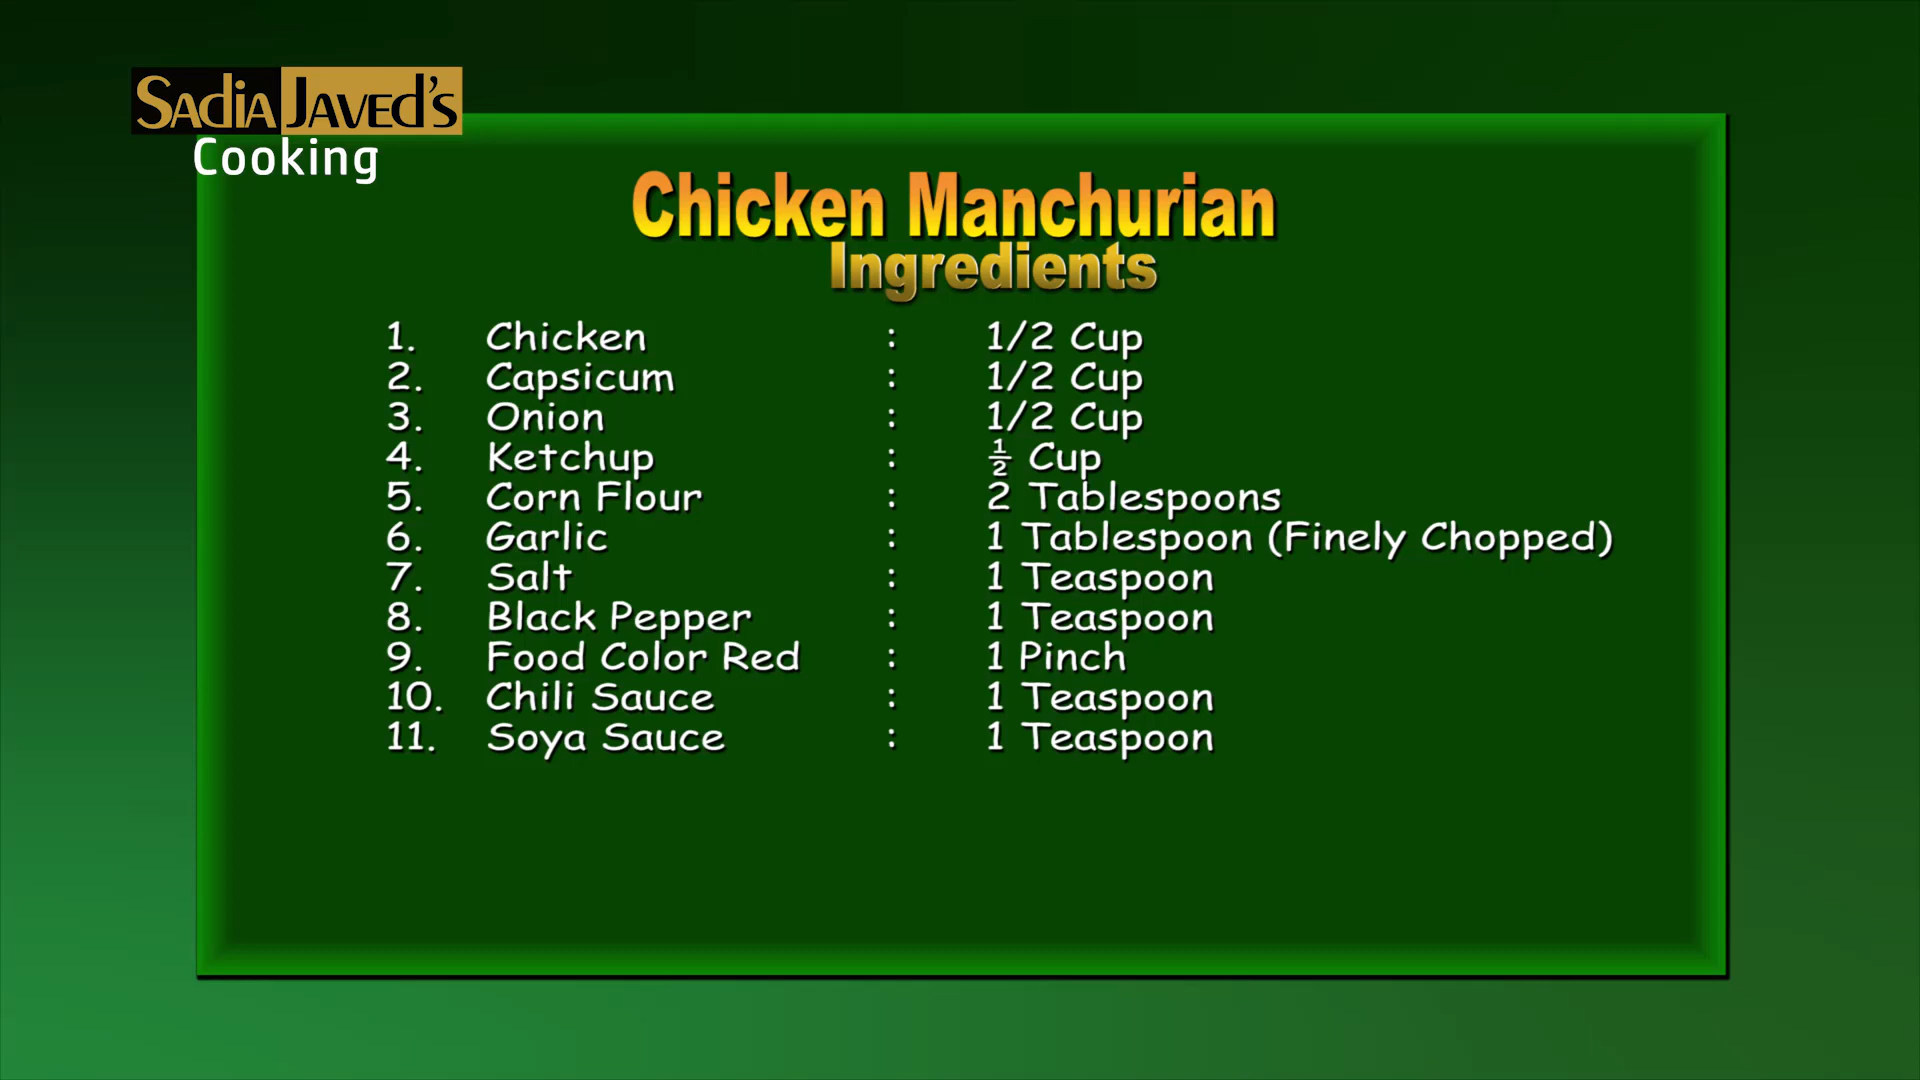 Sadia Javed's
Cooking
Chicken Manchurian
Ingredients
1. Chicken : 1/2 Cup
2. Capsicum : 1/2 Cup
3. Onion : 1/2 Cup
4. Ketchup : ½ Cup
5. Corn Flour : 2 Tablespoons
6. Garlic : 1 Tablespoon (Finely Chopped)
7. Salt : 1 Teaspoon
8. Black Pepper : 1 Teaspoon
9. Food Color Red : 1 Pinch
10. Chili Sauce : 1 Teaspoon
11. Soya Sauce : 1 Teaspoon